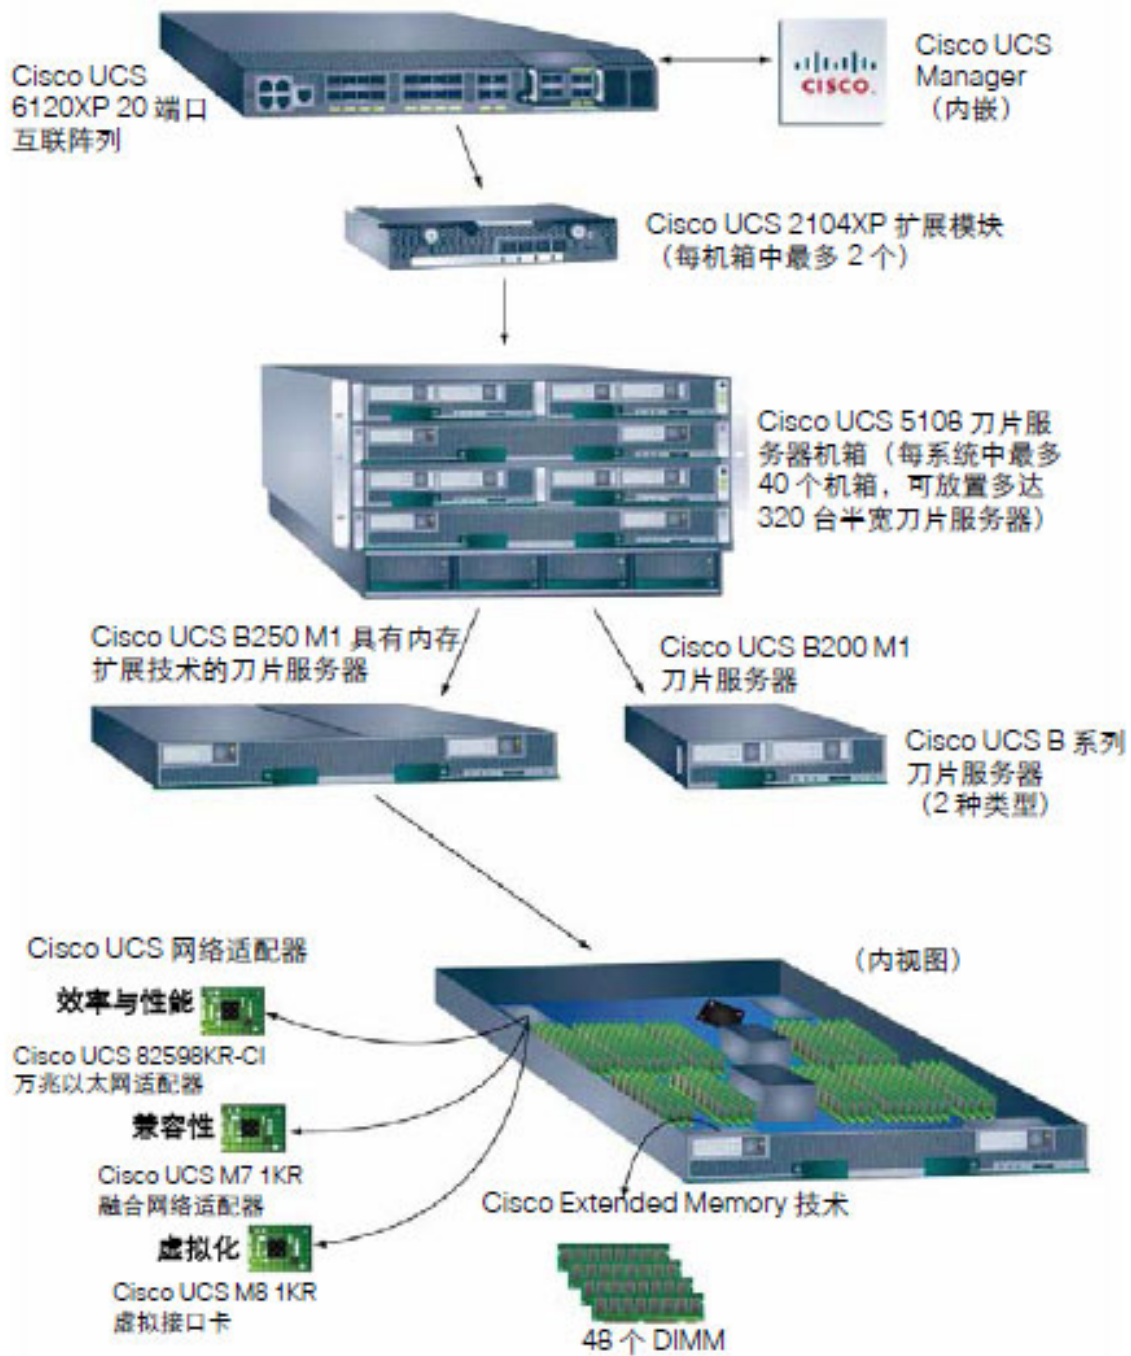 Cisco UCS
6120XP 20 端口
互联阵列
CISCO.
Cisco UCS
Manager
（内嵌）
Cisco UCS 2104XP 扩展模块
（每机箱中最多 2 个）
Cisco UCS 5108 刀片服
务器机箱（每系统中最多
40 个机箱，可放置多达
320 台半宽刀片服务器）
Cisco UCS B250 M1 具有内存
扩展技术的刀片服务器
Cisco UCS B200 M1
刀片服务器
Cisco UCS B 系列
刀片服务器
（2 种类型）
Cisco UCS 网络适配器
（内视图）
效率与性能
Cisco UCS 82598KR-CI
万兆以太网适配器
兼容性
Cisco UCS M7 1KR
融合网络适配器
虚拟化
Cisco UCS M8 1KR
虚拟接口卡
Cisco Extended Memory 技术
48 个 DIMM